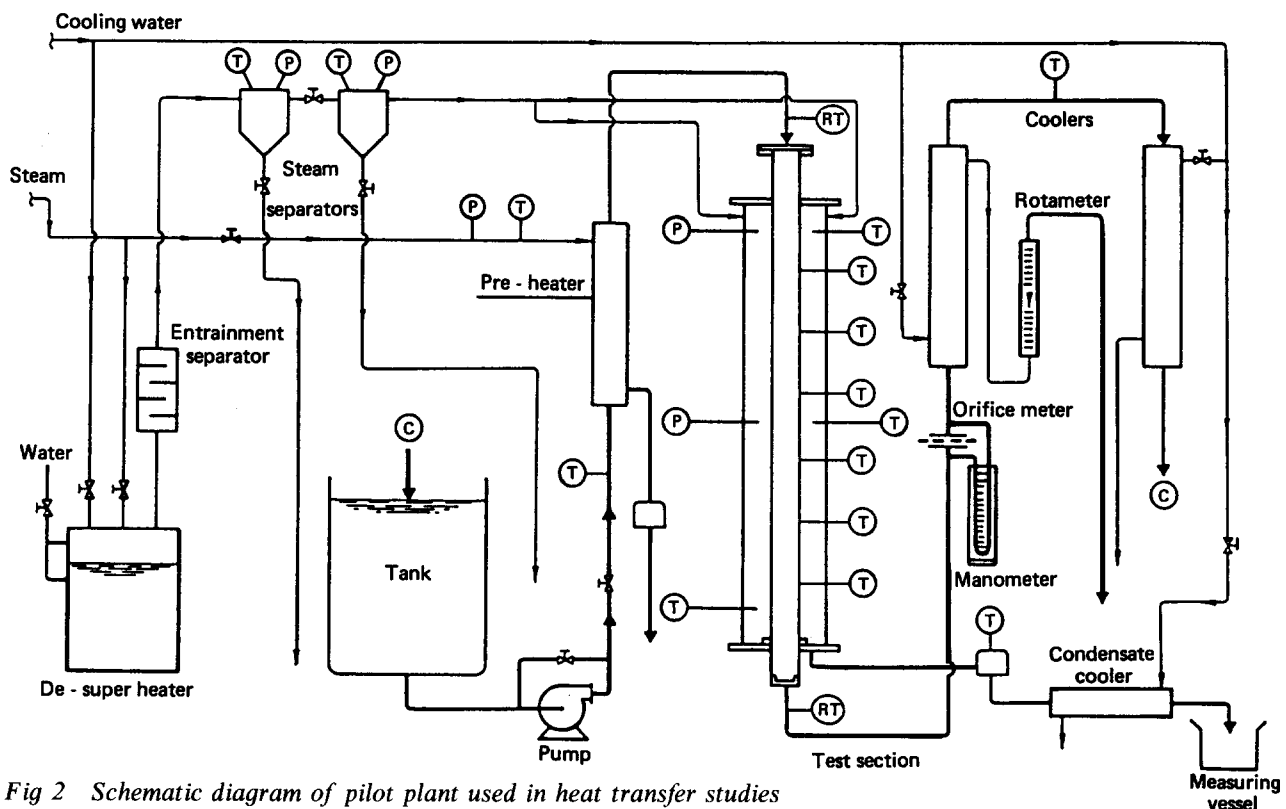 Cooling water
T
P
T
P
T
Coolers
RT
Steam
Steam
separators
Rotameter
P
T
P
T
T
Pre - heater
T
Entrainment
separator
T
Orifice meter
P
T
C
Water
T
T
C
T
Tank
Manometer
T
T
T
Condensate
cooler
De - super heater
RT
Pump
Test section
Measuring
vessel
Fig 2 Schematic diagram of pilot plant used in heat transfer studies